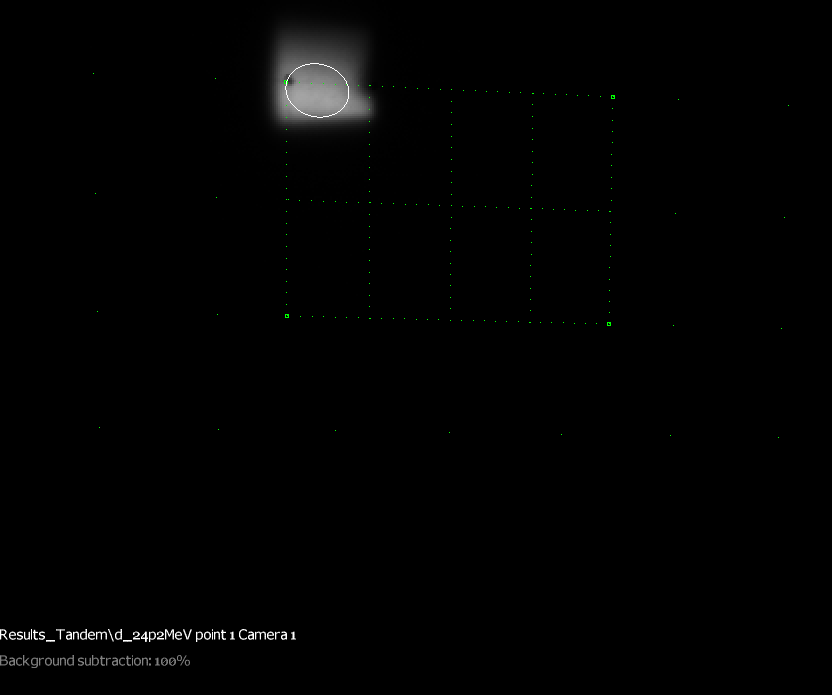 Results_Tandem\d_24p2MeV point 1 Camera 1
Background subtraction: 100%